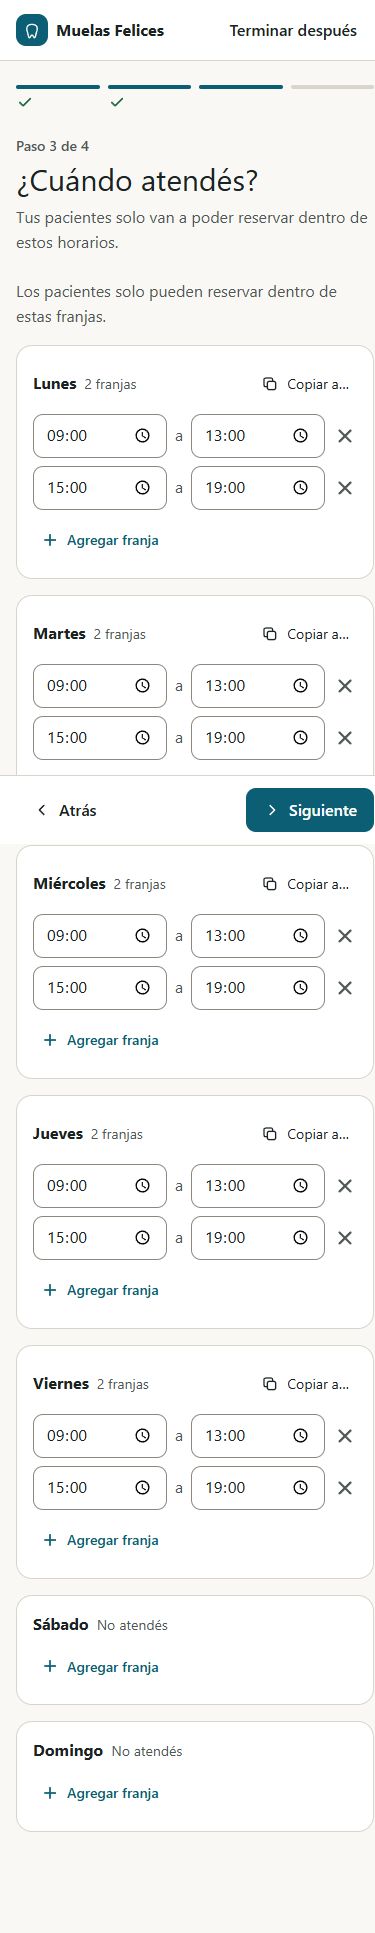 Muelas Felices
Terminar después
Paso 3 de 4
¿Cuándo atendés?
Tus pacientes solo van a poder reservar dentro de
estos horarios.
Los pacientes solo pueden reservar dentro de
estas franjas.
Lunes 2 franjas Copiar a...
09:00 a 13:00
15:00 a 19:00
Agregar franja
Martes 2 franjas Copiar a...
09:00 a 13:00
15:00 a 19:00
Atrás
Siguiente
Miércoles 2 franjas Copiar a...
09:00 a 13:00
15:00 a 19:00
Agregar franja
Jueves 2 franjas Copiar a...
09:00 a 13:00
15:00 a 19:00
Agregar franja
Viernes 2 franjas Copiar a...
09:00 a 13:00
15:00 a 19:00
Agregar franja
Sábado No atendés
Agregar franja
Domingo No atendés
Agregar franja